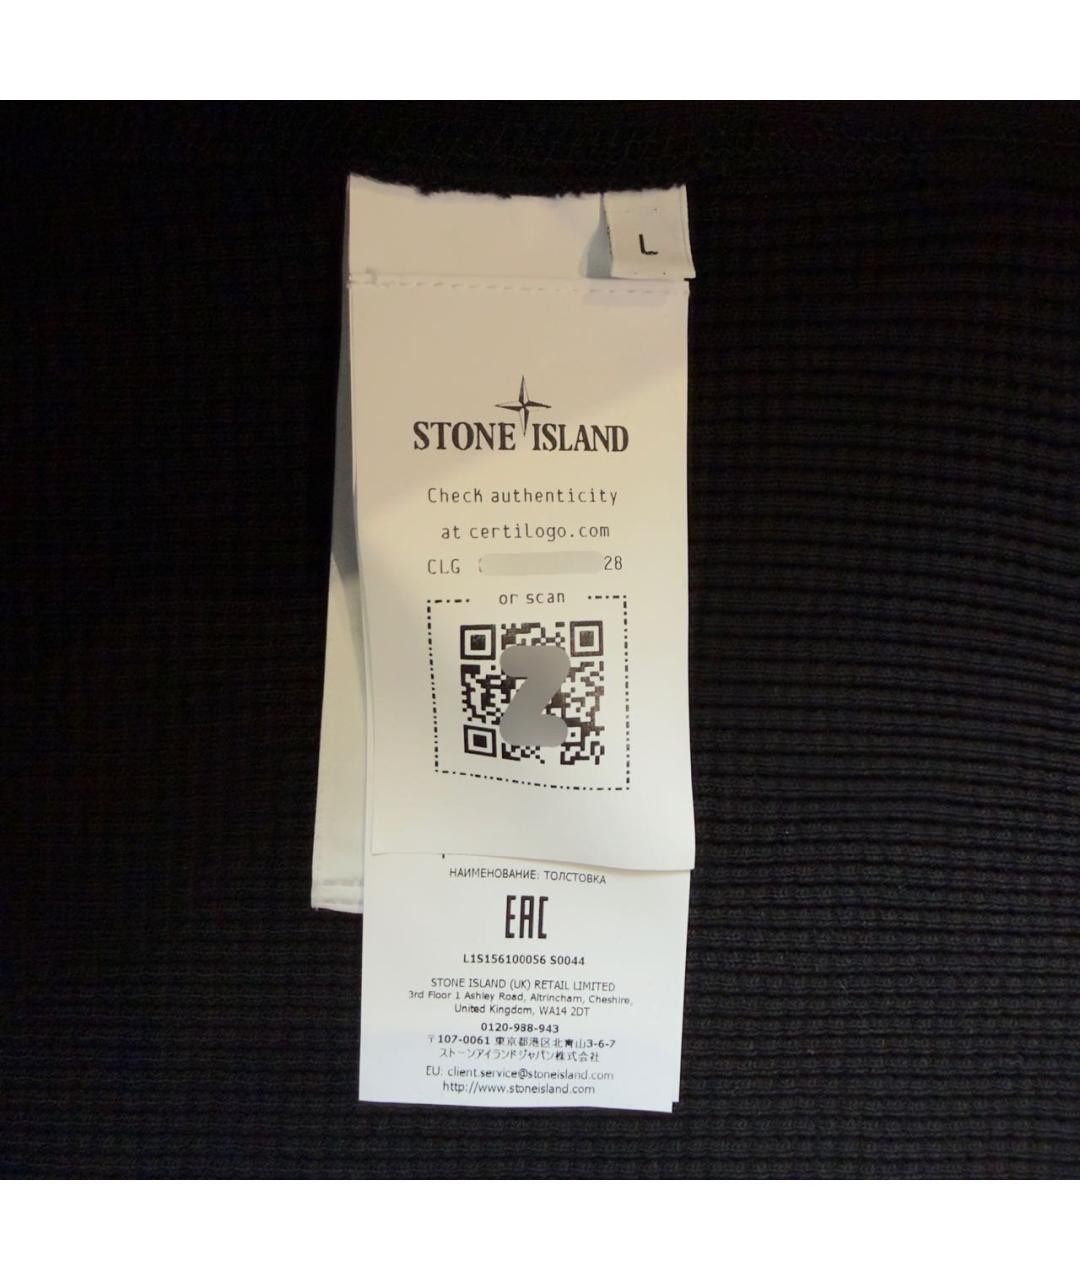 L
STONE ISLAND
Check authenticity
at certilogo.com
CLG 28
or scan
НАИМЕНОВАНИЕ: ТОЛСТОВКА
EAC
L1S156100056 S0044
STONE ISLAND (UK) RETAIL LIMITED
3rd Floor 1 Ashley Road, Altrincham, Cheshire,
United Kingdom, WA14 2DT
0120-988-943
〒107-0061 東京都港区北青山3-6-7
ストーンアイランドジャパン株式会社
EU: client.service@stoneisland.com
http://www.stoneisland.com